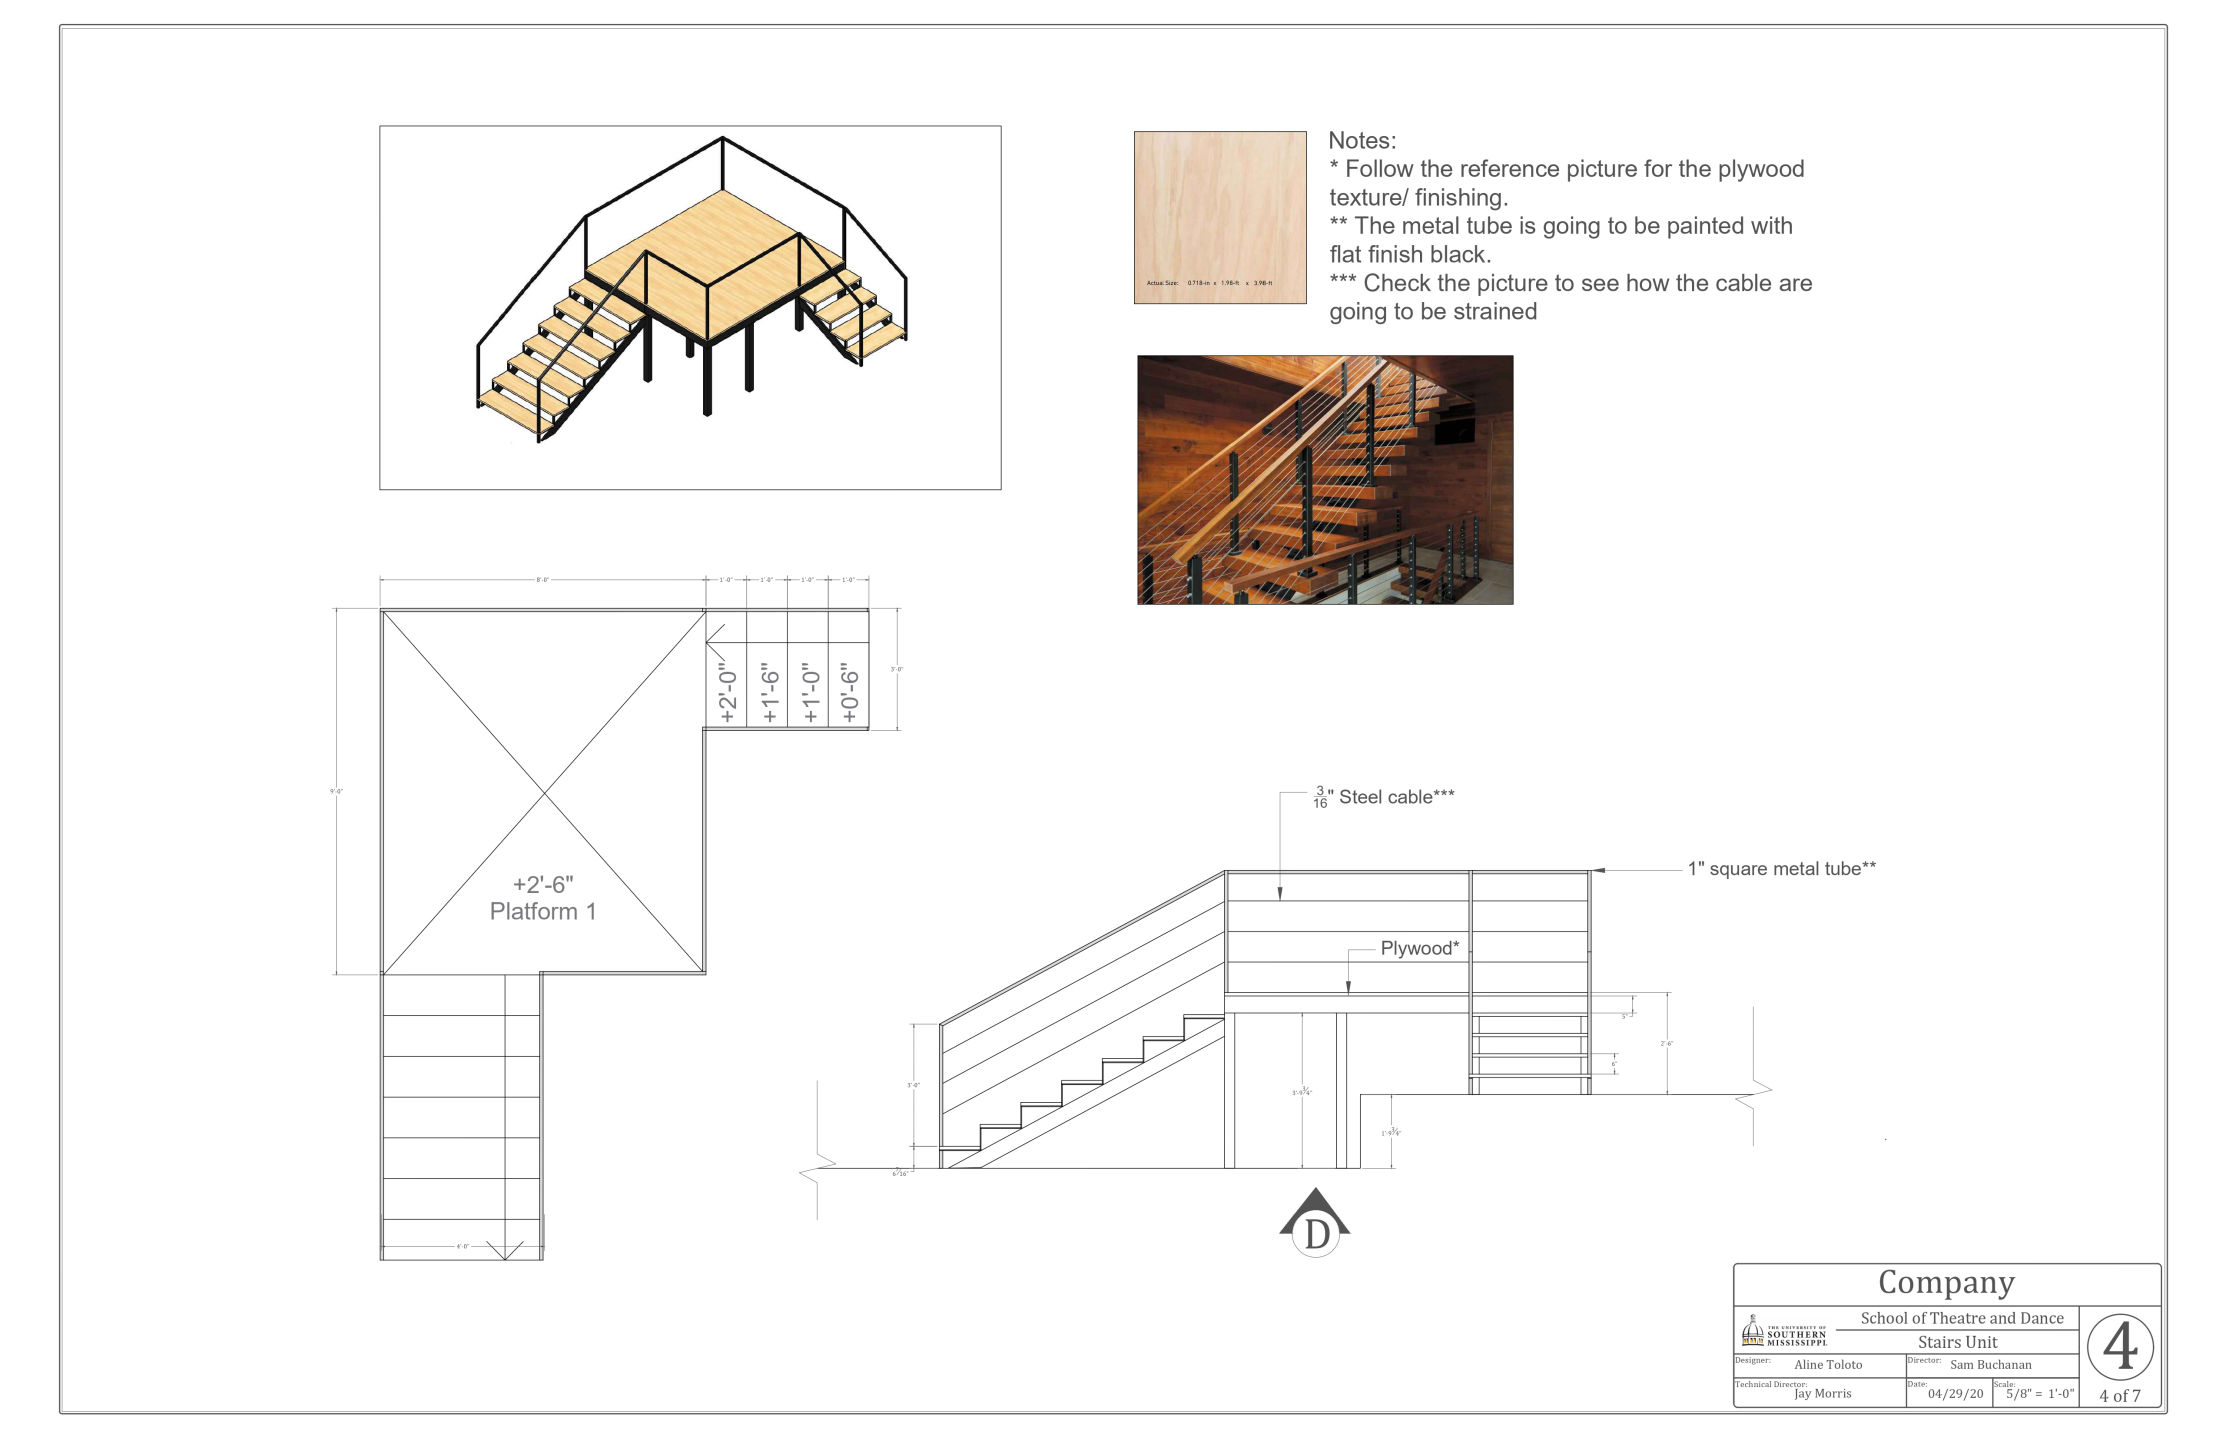 Actual Size: 0.718-in x 1.98-ft x 3.98-ft
Notes:
* Follow the reference picture for the plywood
texture/ finishing.
** The metal tube is going to be painted with
flat finish black.
*** Check the picture to see how the cable are
going to be strained
8'-0"
1'-0"
1'-0"
1'-0"
1'-0"
+2'-0"
+1'-6"
+1'-0"
+0'-6"
3'-0"
9'-0"
+2'-6"
Platform 1
4'-0"
3/16" Steel cable***
1" square metal tube**
Plywood*
5"
2'-6"
6"
3'-0"
3'-9 3/4"
1'-9 3/4"
6 7/16"
D
Company
THE UNIVERSITY OF
SOUTHERN
MISSISSIPPI.
School of Theatre and Dance
Stairs Unit
Designer: Aline Toloto
Director: Sam Buchanan
Technical Director: Jay Morris
Date: 04/29/20
Scale: 5/8" = 1'-0"
4
4 of 7